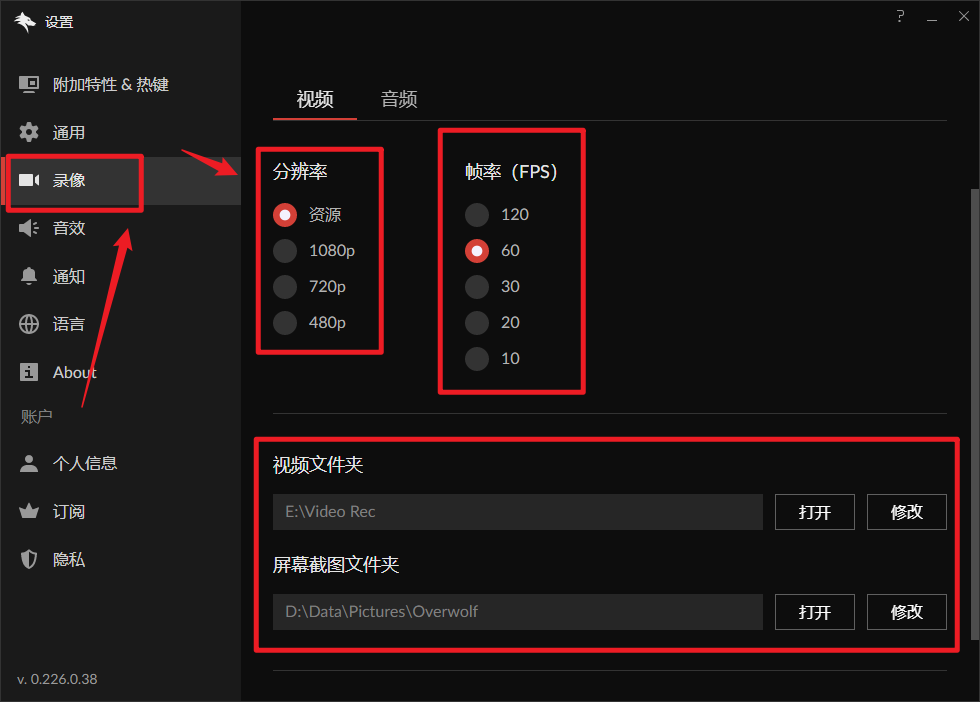 设置
?
附加特性 & 热键
通用
录像
音效
通知
语言
About
账户
个人信息
订阅
隐私
v. 0.226.0.38
视频 音频
分辨率
资源
1080p
720p
480p
帧率（FPS）
120
60
30
20
10
视频文件夹
E:\Video Rec 打开 修改
屏幕截图文件夹
D:\Data\Pictures\Overwolf 打开 修改